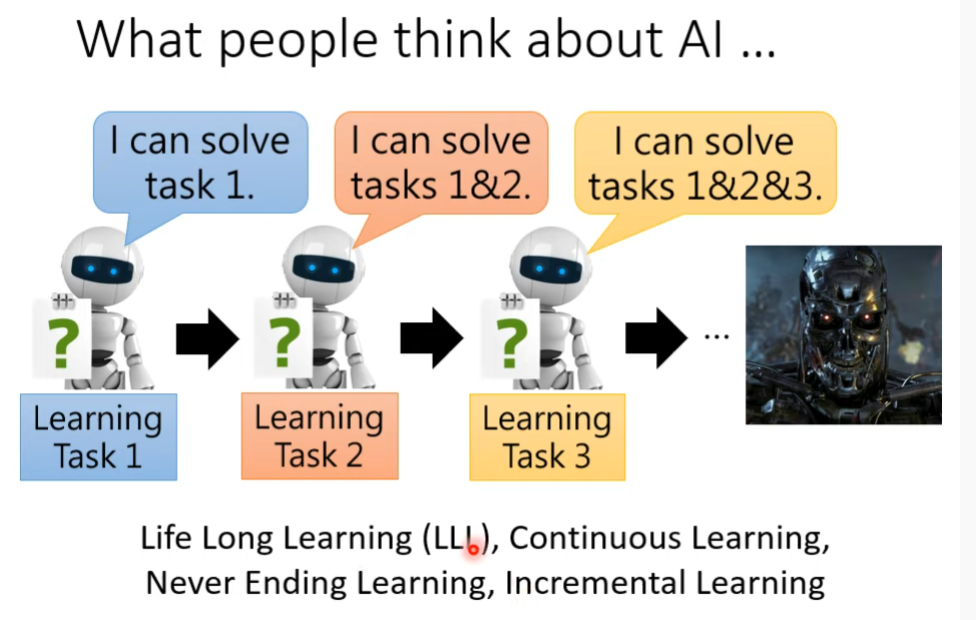 What people think about AI …
I can solve
task 1.
I can solve
tasks 1&2.
I can solve
tasks 1&2&3.
?
?
?
…
Learning
Task 1
Learning
Task 2
Learning
Task 3
Life Long Learning (LLL), Continuous Learning,
Never Ending Learning, Incremental Learning